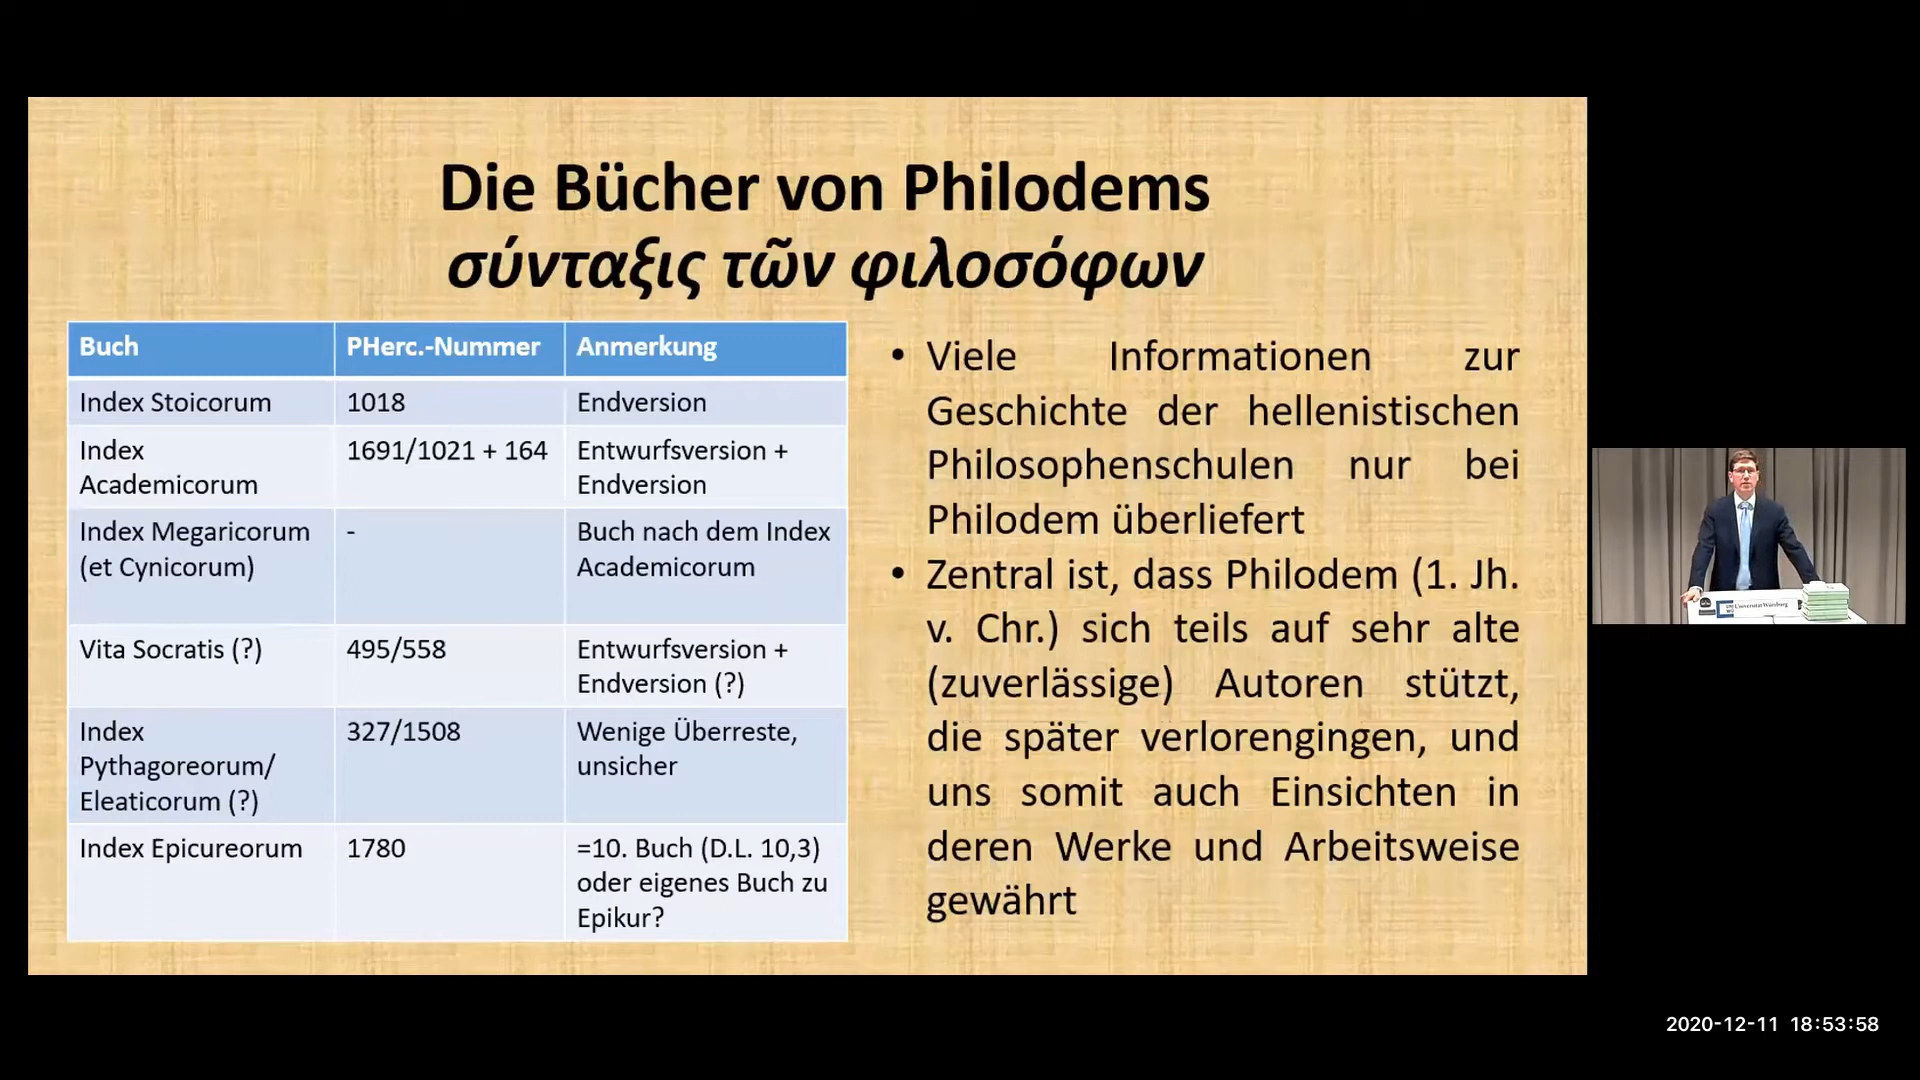 Die Bücher von Philodems
σύνταξις τῶν φιλοσόφων
Buch
PHerc.-Nummer
Anmerkung
Index Stoicorum
1018
Endversion
Index
Academicorum
1691/1021 + 164
Entwurfsversion +
Endversion
Index Megaricorum
(et Cynicorum)
-
Buch nach dem Index
Academicorum
Vita Socratis (?)
495/558
Entwurfsversion +
Endversion (?)
Index
Pythagoreorum/
Eleaticorum (?)
327/1508
Wenige Überreste,
unsicher
Index Epicureorum
1780
=10. Buch (D.L. 10,3)
oder eigenes Buch zu
Epikur?
• Viele Informationen zur
Geschichte der hellenistischen
Philosophenschulen nur bei
Philodem überliefert
• Zentral ist, dass Philodem (1. Jh.
v. Chr.) sich teils auf sehr alte
(zuverlässige) Autoren stützt,
die später verlorengingen, und
uns somit auch Einsichten in
deren Werke und Arbeitsweise
gewährt
Universität Würzburg
2020-12-11 18:53:58